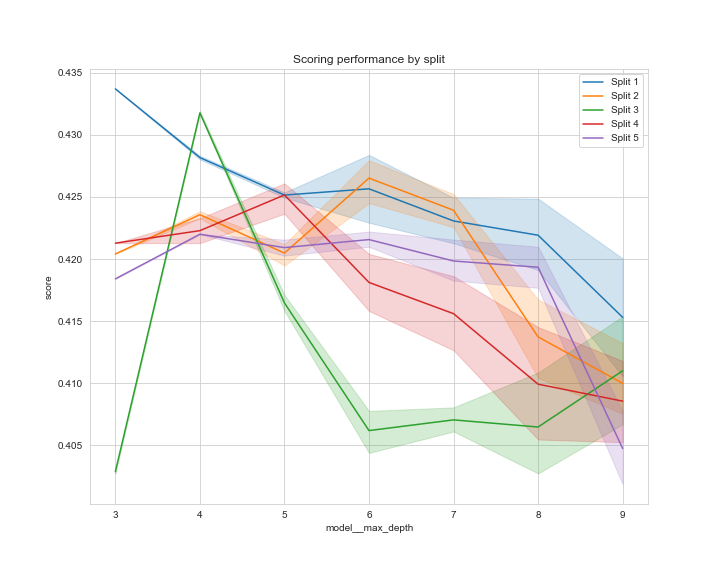 Scoring performance by split
0.435
0.430
0.425
0.420
0.415
0.410
0.405
score
3 4 5 6 7 8 9
model__max_depth
Split 1
Split 2
Split 3
Split 4
Split 5